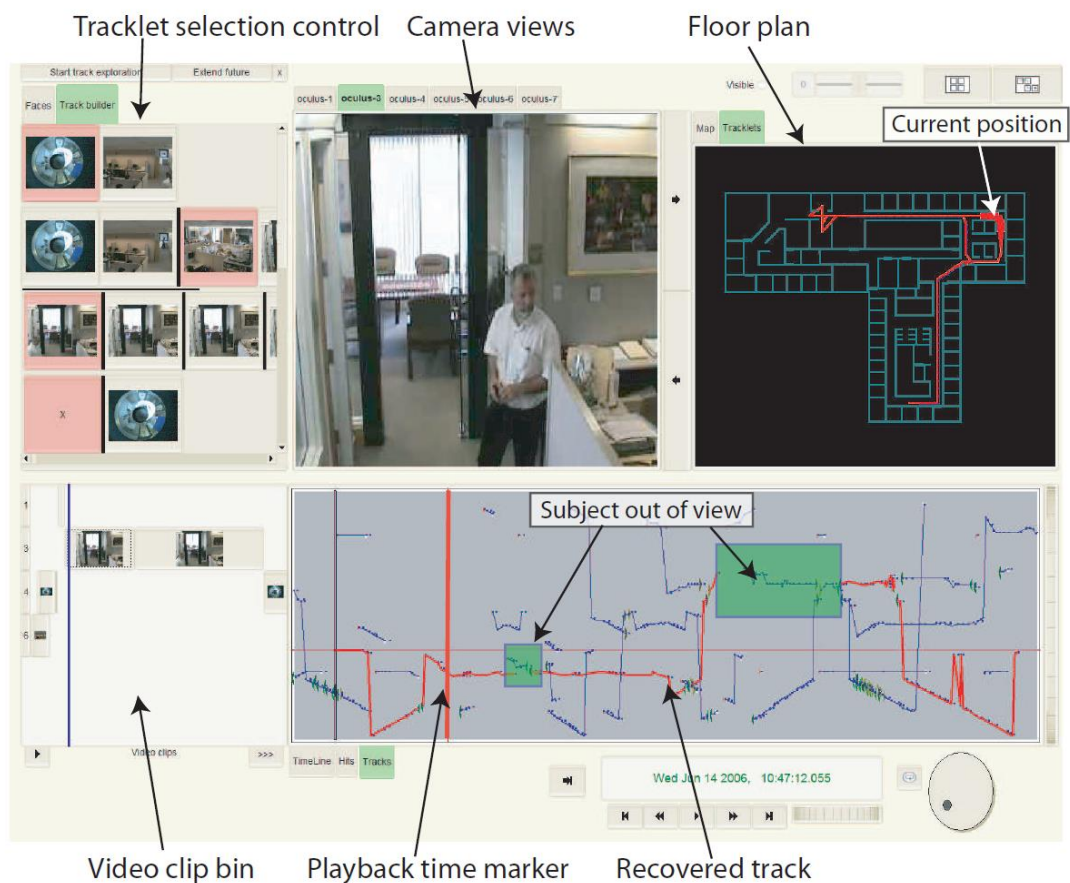 Tracklet selection control
Camera views
Floor plan
Start track exploration
Extend future
x
Visible
0
Faces
Track builder
oculus-1
oculus-3
oculus-4
oculus-5
oculus-6
oculus-7
Map
Tracklets
Current position
X
Subject out of view
1
3
4
6
Video clips
>>>
TimeLine
Hits
Tracks
Wed Jun 14 2006, 10:47:12.055
Video clip bin
Playback time marker
Recovered track